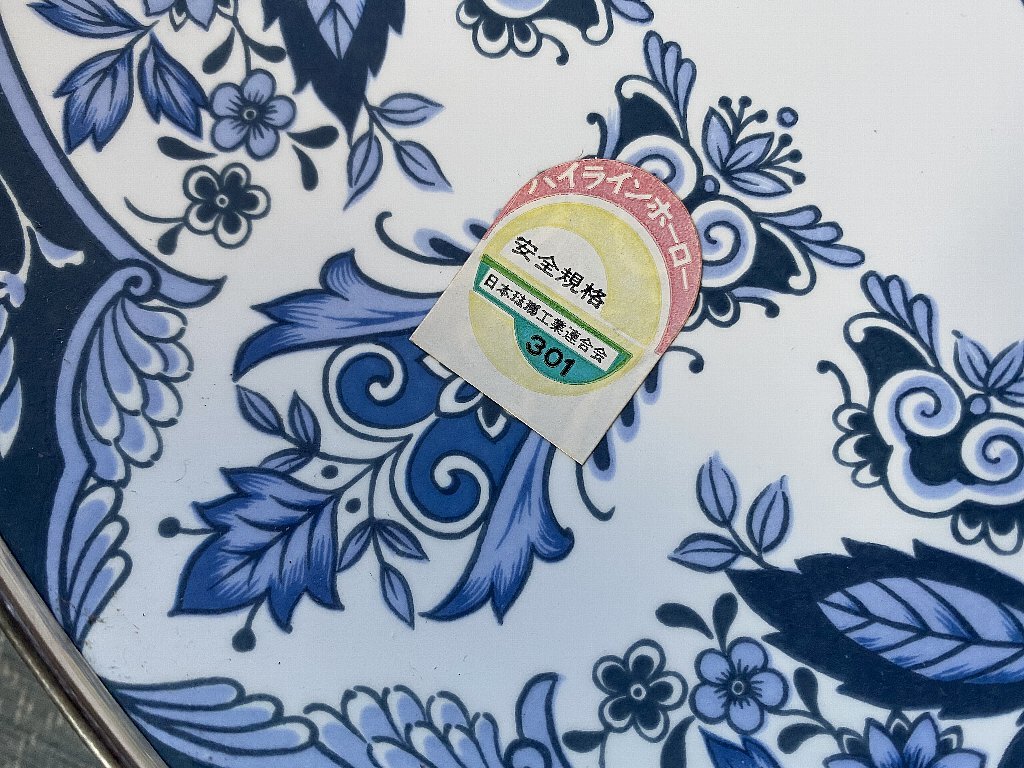 ハイラインホーロー
安全規格
日本琺瑯工業連合会
301